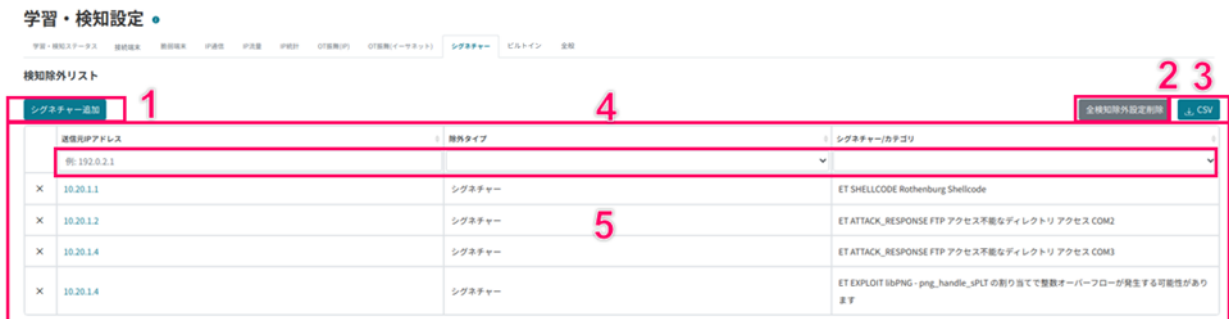 学習・検知設定
学習・検知ステータス 接続端末 敷設端末 IP通信 IP流量 IP統計 OT振舞(IP) OT振舞(イーサネット) シグネチャー ビルトイン 全般
検知除外リスト
シグネチャー追加 1 4 全検知除外設定削除 2 CSV 3
送信元IPアドレス 除外タイプ シグネチャー/カテゴリ
例: 192.0.2.1
× 10.20.1.1 シグネチャー ET SHELLCODE Rothenburg Shellcode
× 10.20.1.2 シグネチャー ET ATTACK_RESPONSE FTP アクセス不能なディレクトリ アクセス COM2
5
× 10.20.1.4 シグネチャー ET ATTACK_RESPONSE FTP アクセス不能なディレクトリ アクセス COM3
× 10.20.1.4 シグネチャー ET EXPLOIT libPNG - png_handle_sPLT の割り当てで整数オーバーフローが発生する可能性があり
ます